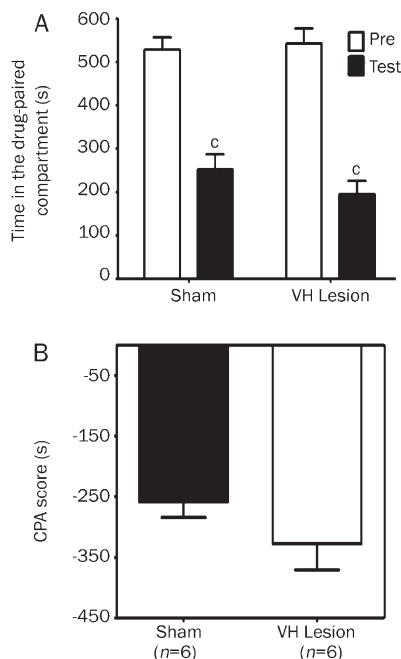 A
Time in the drug-paired
compartment (s)
600
500
400
300
200
100
0
Pre
Test
c
c
Sham
VH Lesion
B
CPA score (s)
-50
-150
-250
-350
-450
Sham
(n=6)
VH Lesion
(n=6)